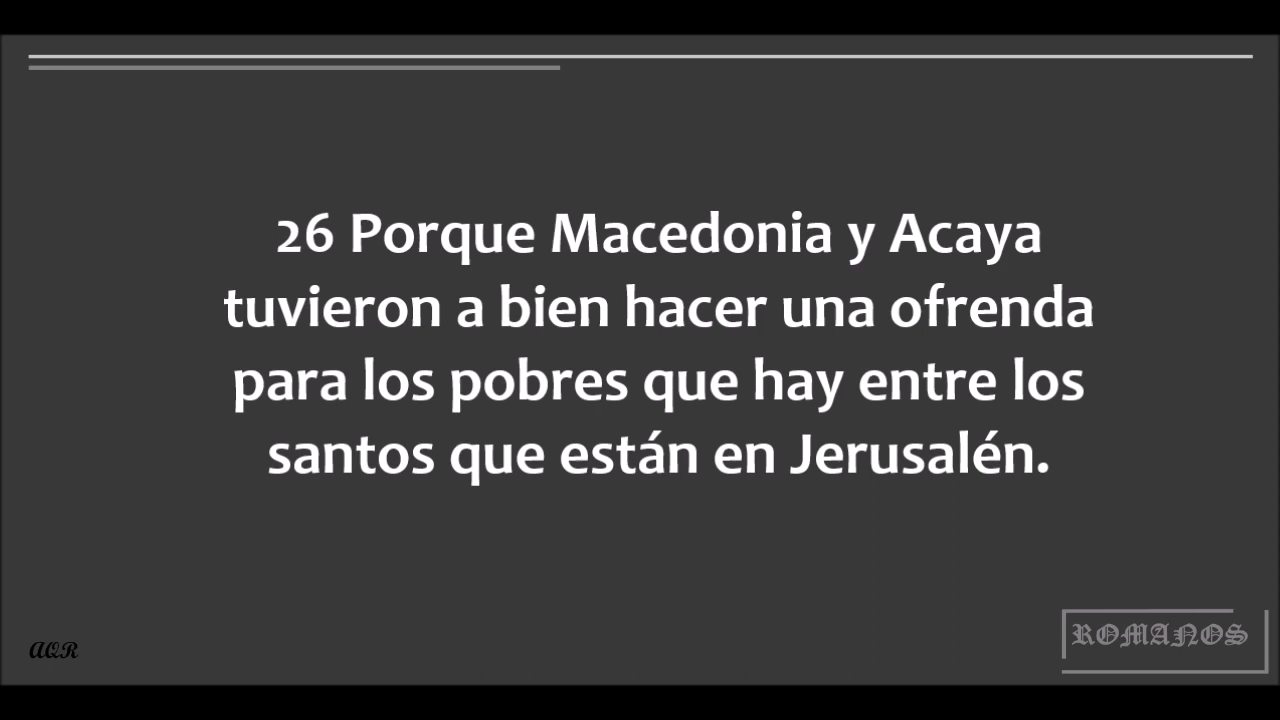 26 Porque Macedonia y Acaya
tuvieron a bien hacer una ofrenda
para los pobres que hay entre los
santos que están en Jerusalén.
ROMANOS
AQR